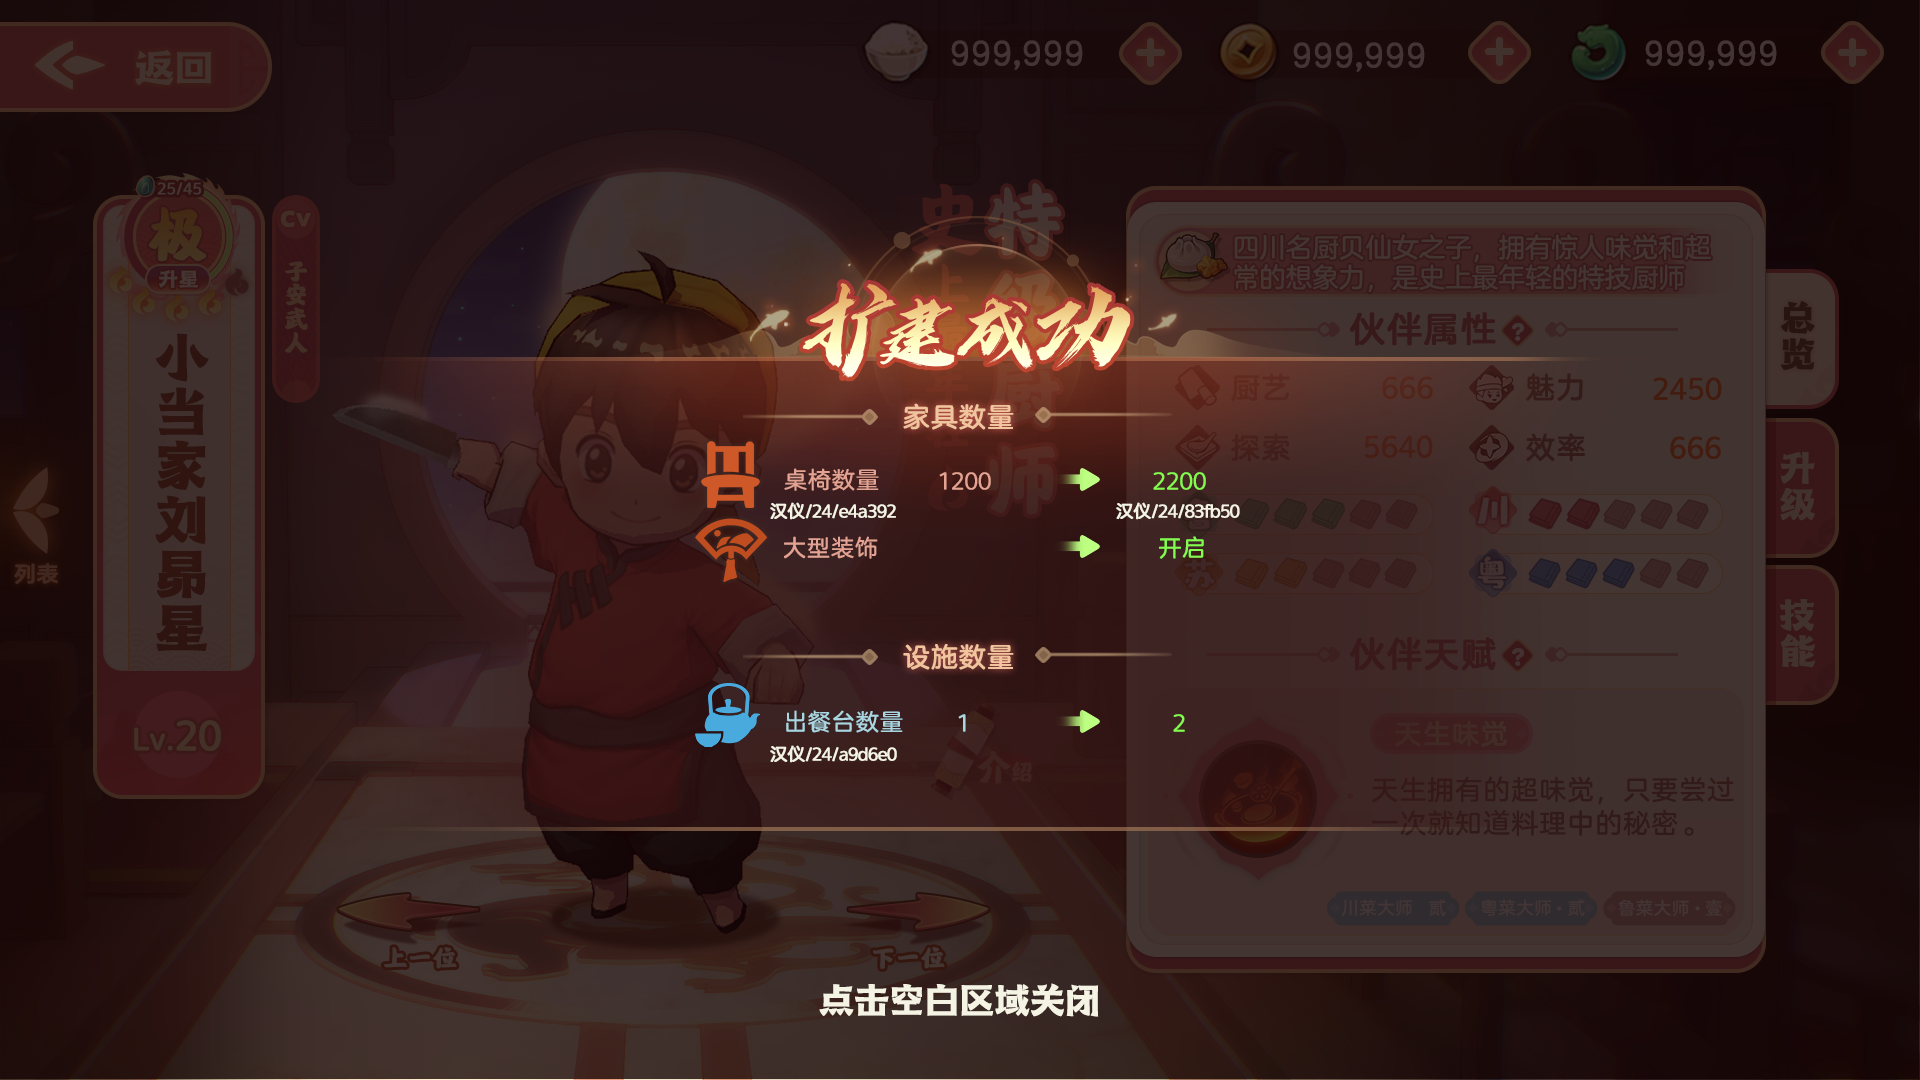 返回
999,999
999,999
999,999
25/45
极
升星
小当家刘昴星
Lv.20
CV
子安武人
列表
特级厨师
四川名厨贝仙女之子，拥有惊人味觉和超
常的想象力，是史上最年轻的特技厨师
伙伴属性?
厨艺 666
魅力 2450
探索 5640
效率 666
川
苏
粤
伙伴天赋?
天生味觉
天生拥有的超味觉，只要尝过
一次就知道料理中的秘密。
川菜大师 贰
粤菜大师·贰
鲁菜大师·壹
总览
升级
技能
扩建成功
家具数量
桌椅数量 1200 2200
汉仪/24/e4a392 汉仪/24/83fb50
大型装饰 开启
设施数量
出餐台数量 1 2
汉仪/24/a9d6e0
介绍
上一位
下一位
点击空白区域关闭